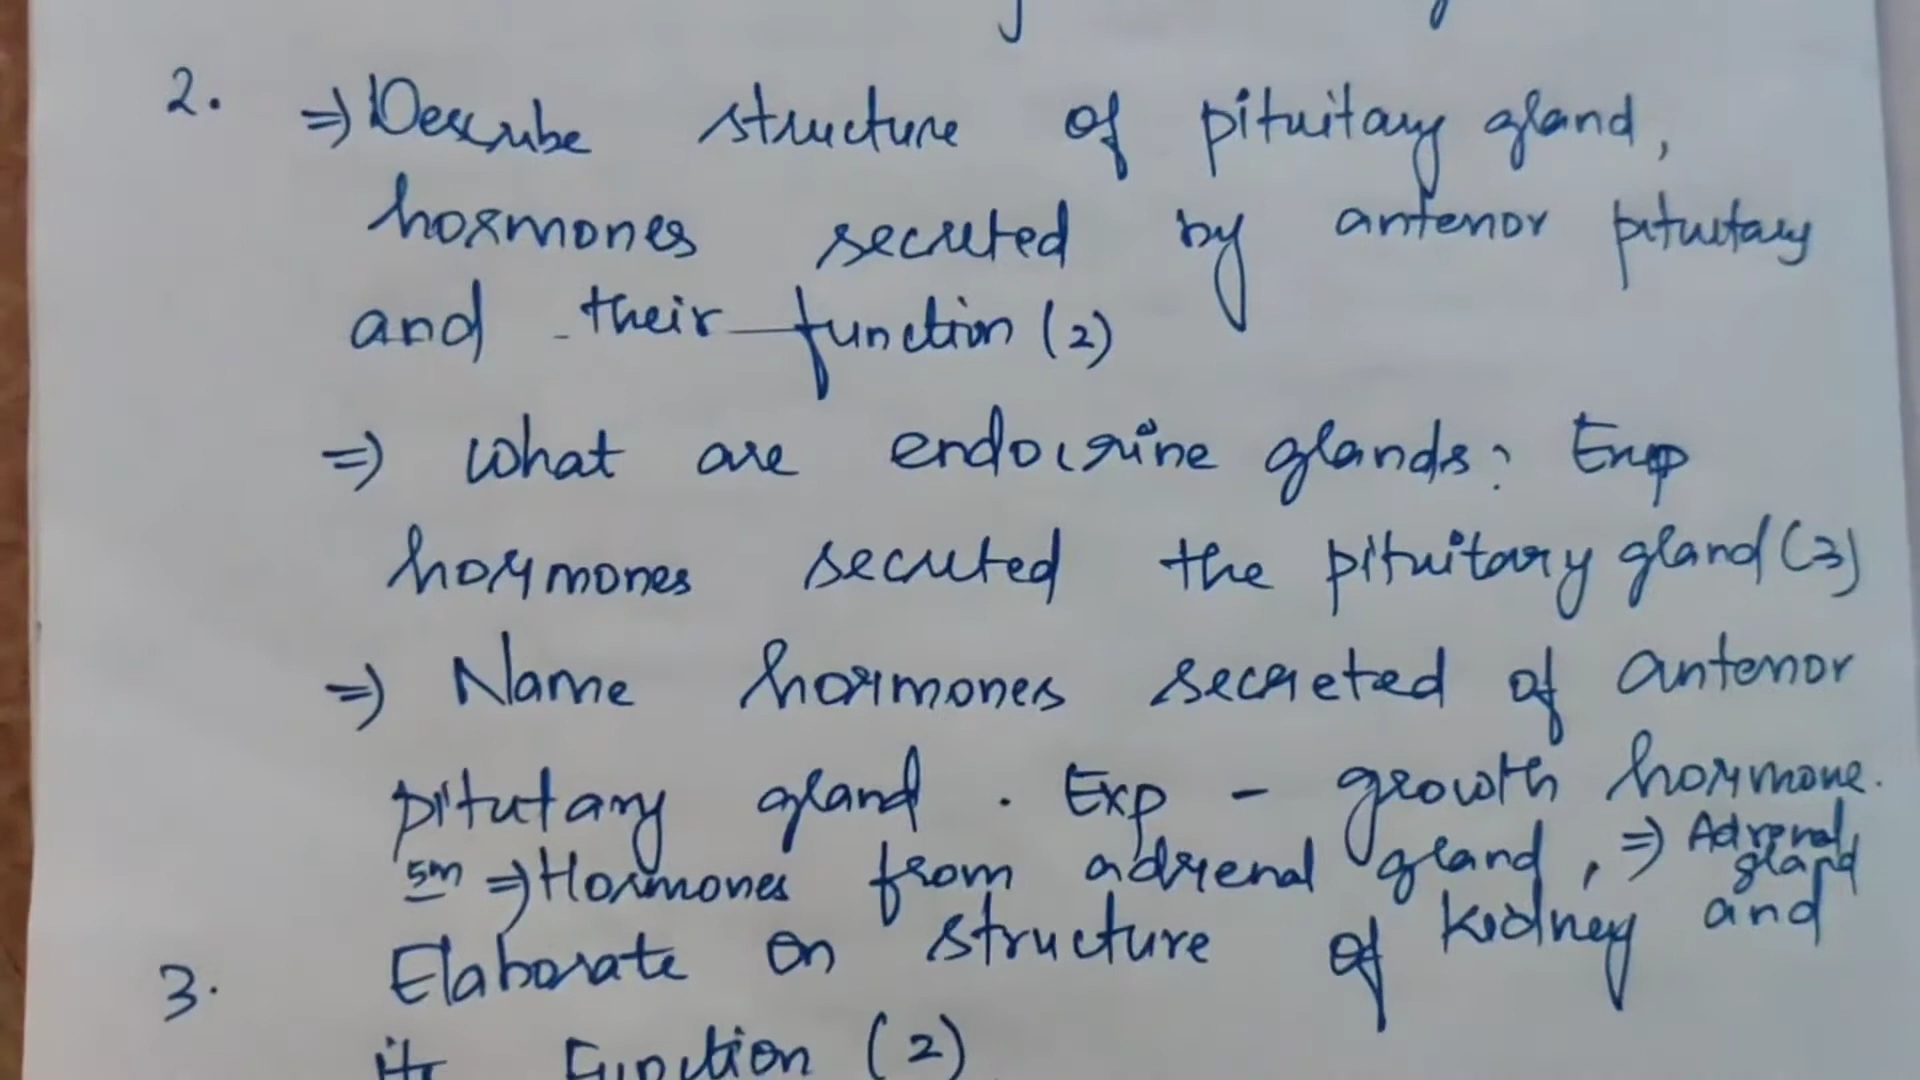 2. ⇒ Describe structure of pituitary gland,
hormones secreted by anterior pituitary
and their function (2)
⇒ What are endocrine glands? Exp
hormones secreted the pituitary gland (3)
⇒ Name hormones secreted of anterior
pitutary gland. Exp - growth hormone.
5m ⇒ Hormones from adrenal gland, ⇒ Adrenal
gland
3. Elaborate on structure of kidney and
its Function (2)